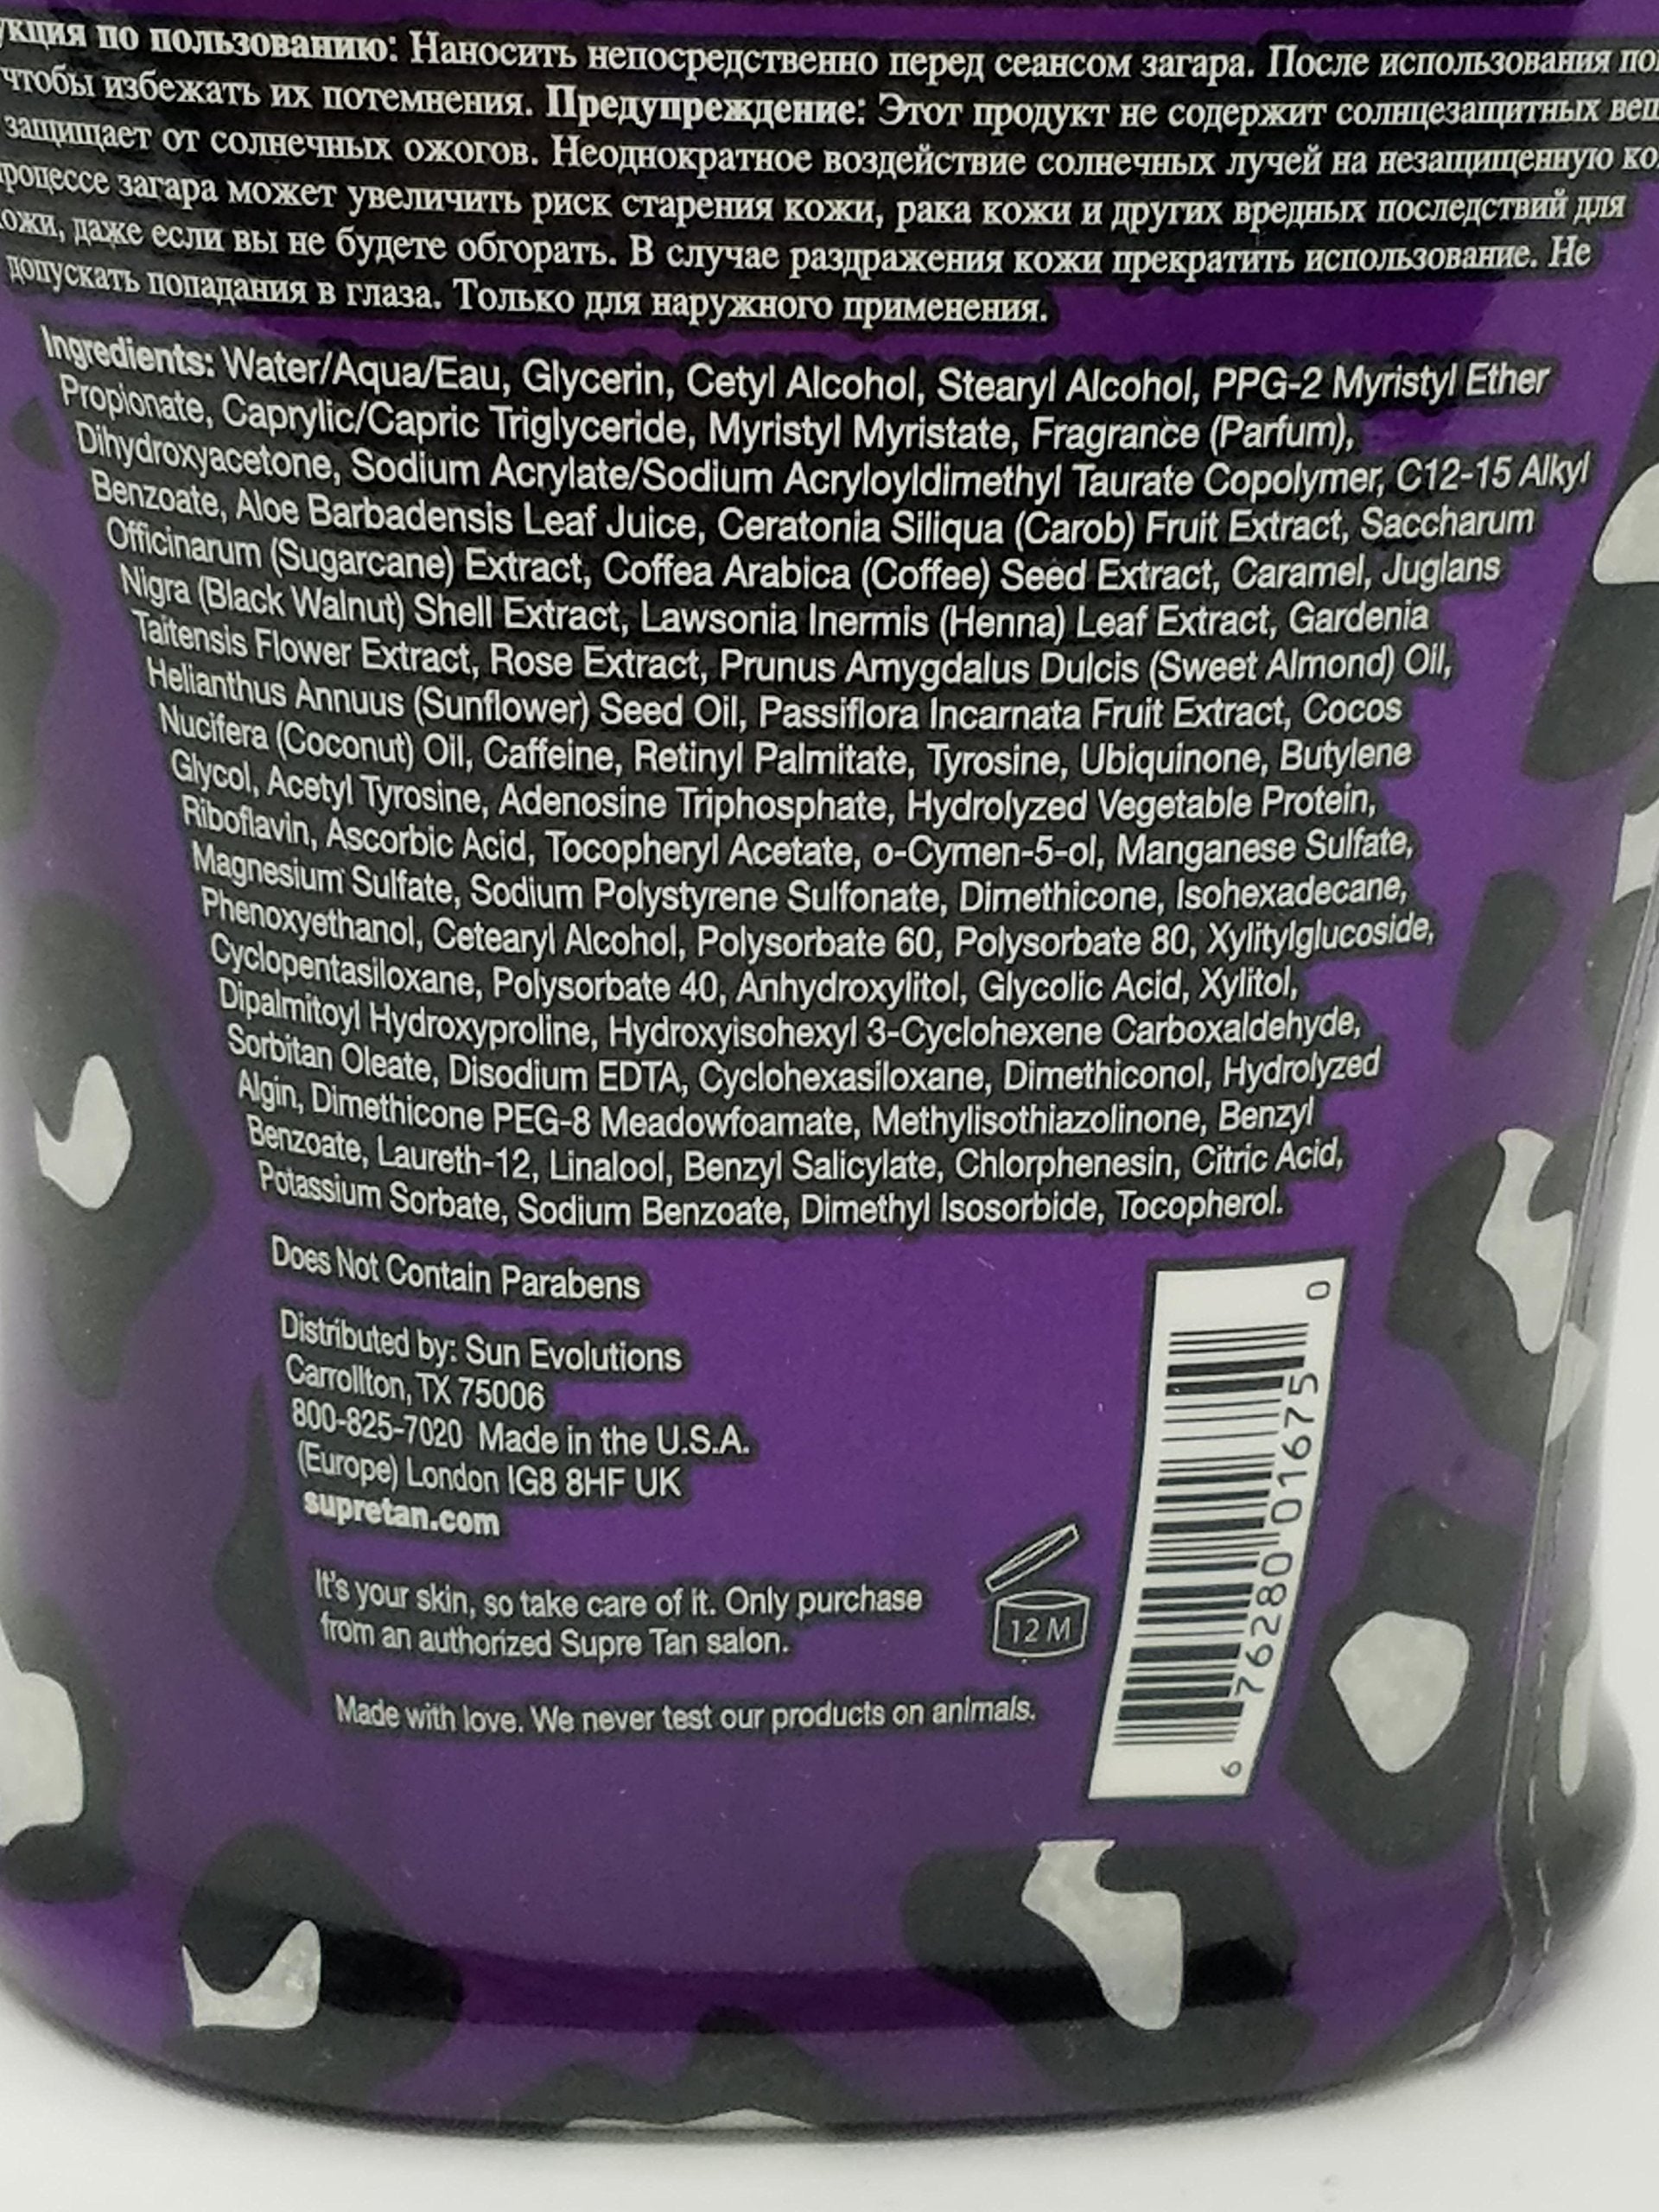 по пользованию: Наносить непосредственно перед сеансом загара. После использования
чтобы избежать их потемнения. Предупреждение: Этот продукт не содержит солнцезащитных
защищает от солнечных ожогов. Неоднократное воздействие солнечных лучей на незащищенную
загара может увеличить риск старения кожи, рака кожи и других вредных последствий для
даже если вы не будете обгорать. В случае раздражения кожи прекратить использование. Не
допускать попадания в глаза. Только для наружного применения.
Ingredients: Water/Aqua/Eau, Glycerin, Cetyl Alcohol, Stearyl Alcohol, PPG-2 Myristyl Ether
Propionate, Caprylic/Capric Triglyceride, Myristyl Myristate, Fragrance (Parfum),
Dihydroxyacetone, Sodium Acrylate/Sodium Acryloyldimethyl Taurate Copolymer, C12-15 Alkyl
Benzoate, Aloe Barbadensis Leaf Juice, Ceratonia Siliqua (Carob) Fruit Extract, Saccharum
Officinarum (Sugarcane) Extract, Coffea Arabica (Coffee) Seed Extract, Caramel, Juglans
Nigra (Black Walnut) Shell Extract, Lawsonia Inermis (Henna) Leaf Extract, Gardenia
Taitensis Flower Extract, Rose Extract, Prunus Amygdalus Dulcis (Sweet Almond) Oil,
Helianthus Annuus (Sunflower) Seed Oil, Passiflora Incarnata Fruit Extract, Cocos
Nucifera (Coconut) Oil, Caffeine, Retinyl Palmitate, Tyrosine, Ubiquinone, Butylene
Glycol, Acetyl Tyrosine, Adenosine Triphosphate, Hydrolyzed Vegetable Protein,
Riboflavin, Ascorbic Acid, Tocopheryl Acetate, o-Cymen-5-ol, Manganese Sulfate,
Magnesium Sulfate, Sodium Polystyrene Sulfonate, Dimethicone, Isohexadecane,
Phenoxyethanol, Cetearyl Alcohol, Polysorbate 60, Polysorbate 80, Xylitylglucoside,
Cyclopentasiloxane, Polysorbate 40, Anhydroxylitol, Glycolic Acid, Xylitol,
Dipalmitoyl Hydroxyproline, Hydroxyisohexyl 3-Cyclohexene Carboxaldehyde,
Sorbitan Oleate, Disodium EDTA, Cyclohexasiloxane, Dimethiconol, Hydrolyzed
Algin, Dimethicone PEG-8 Meadowfoamate, Methylisothiazolinone, Benzyl
Benzoate, Laureth-12, Linalool, Benzyl Salicylate, Chlorphenesin, Citric Acid,
Potassium Sorbate, Sodium Benzoate, Dimethyl Isosorbide, Tocopherol.
Does Not Contain Parabens
Distributed by: Sun Evolutions
Carrollton, TX 75006
800-825-7020 Made in the U.S.A.
(Europe) London IG8 8HF UK
supretan.com
It's your skin, so take care of it. Only purchase
from an authorized Supre Tan salon.
Made with love. We never test our products on animals.
12 M
6 76280 01675 0